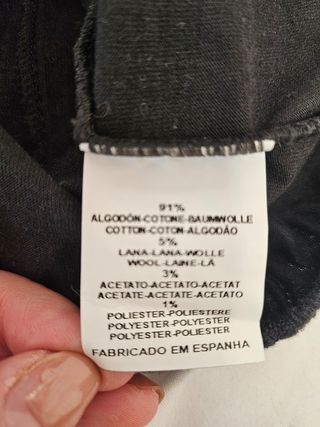 91%
ALGODÓN-COTONE-BAUMWOLLE
COTTON-COTON-ALGODÃO
5%
LANA-LANA-WOLLE
WOOL-LAINE-LÃ
3%
ACETATO-ACETATO-ACETAT
ACETATE-ACETATE-ACETATO
1%
POLIESTER-POLIESTERE
POLYESTER-POLYESTER
POLYESTER-POLIESTER
FABRICADO EM ESPANHA